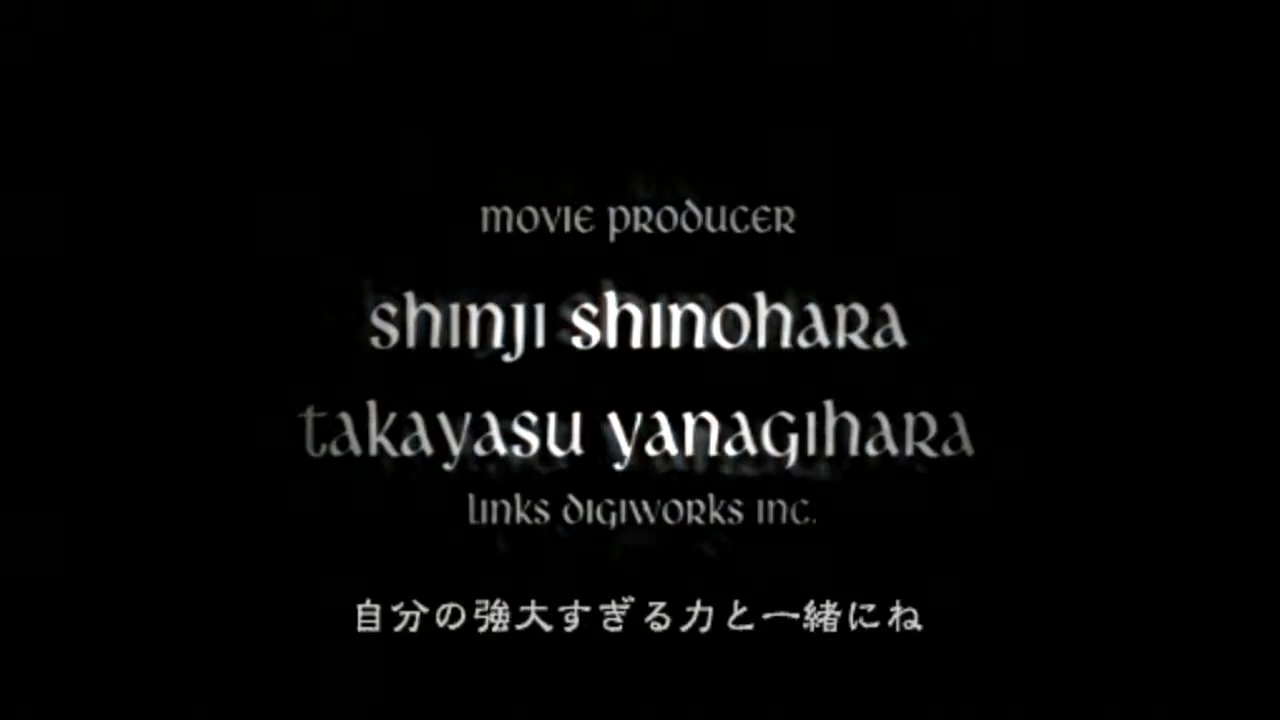 movie producer
shinji shinohara
takayasu yanagihara
links digiworks inc.
自分の強大すぎる力と一緒にね